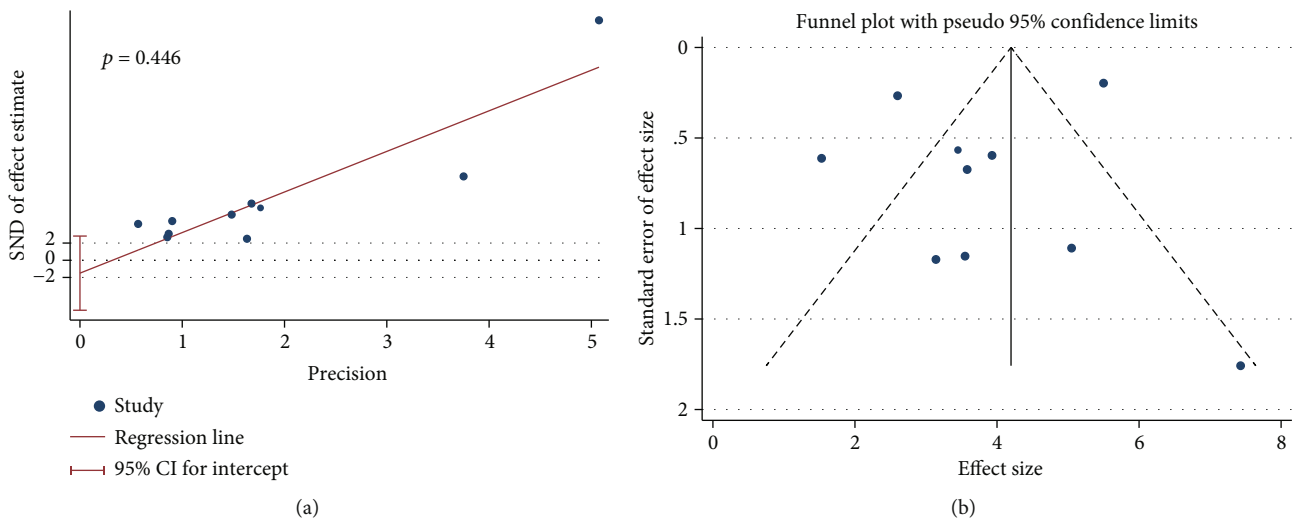 p = 0.446
SND of effect estimate
2
0
−2
0 1 2 3 4 5
Precision
Study
Regression line
95% CI for intercept
(a)
Funnel plot with pseudo 95% confidence limits
Standard error of effect size
0
.5
1
1.5
2
0 2 4 6 8
Effect size
(b)